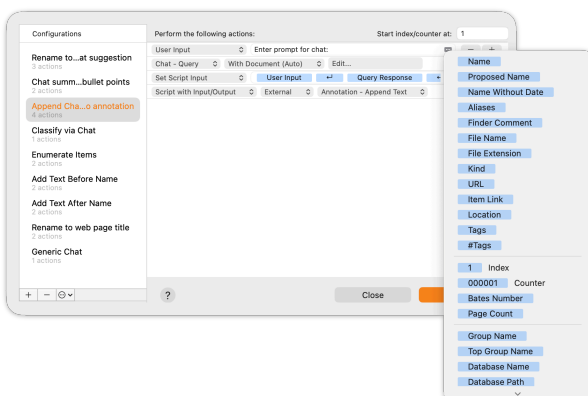 Configurations
Perform the following actions:
Start index/counter at: 1
Rename to...at suggestion
3 actions
Chat summ...bullet points
2 actions
Append Cha...o annotation
4 actions
Classify via Chat
1 actions
Enumerate Items
2 actions
Add Text Before Name
2 actions
Add Text After Name
2 actions
Rename to web page title
2 actions
Generic Chat
1 actions
User Input Enter prompt for chat:
Chat - Query With Document (Auto) Edit...
Set Script Input User Input ↵ Query Response
Script with Input/Output External Annotation - Append Text
? Close
Name
Proposed Name
Name Without Date
Aliases
Finder Comment
File Name
File Extension
Kind
URL
Item Link
Location
Tags
#Tags
1 Index
000001 Counter
Bates Number
Page Count
Group Name
Top Group Name
Database Name
Database Path